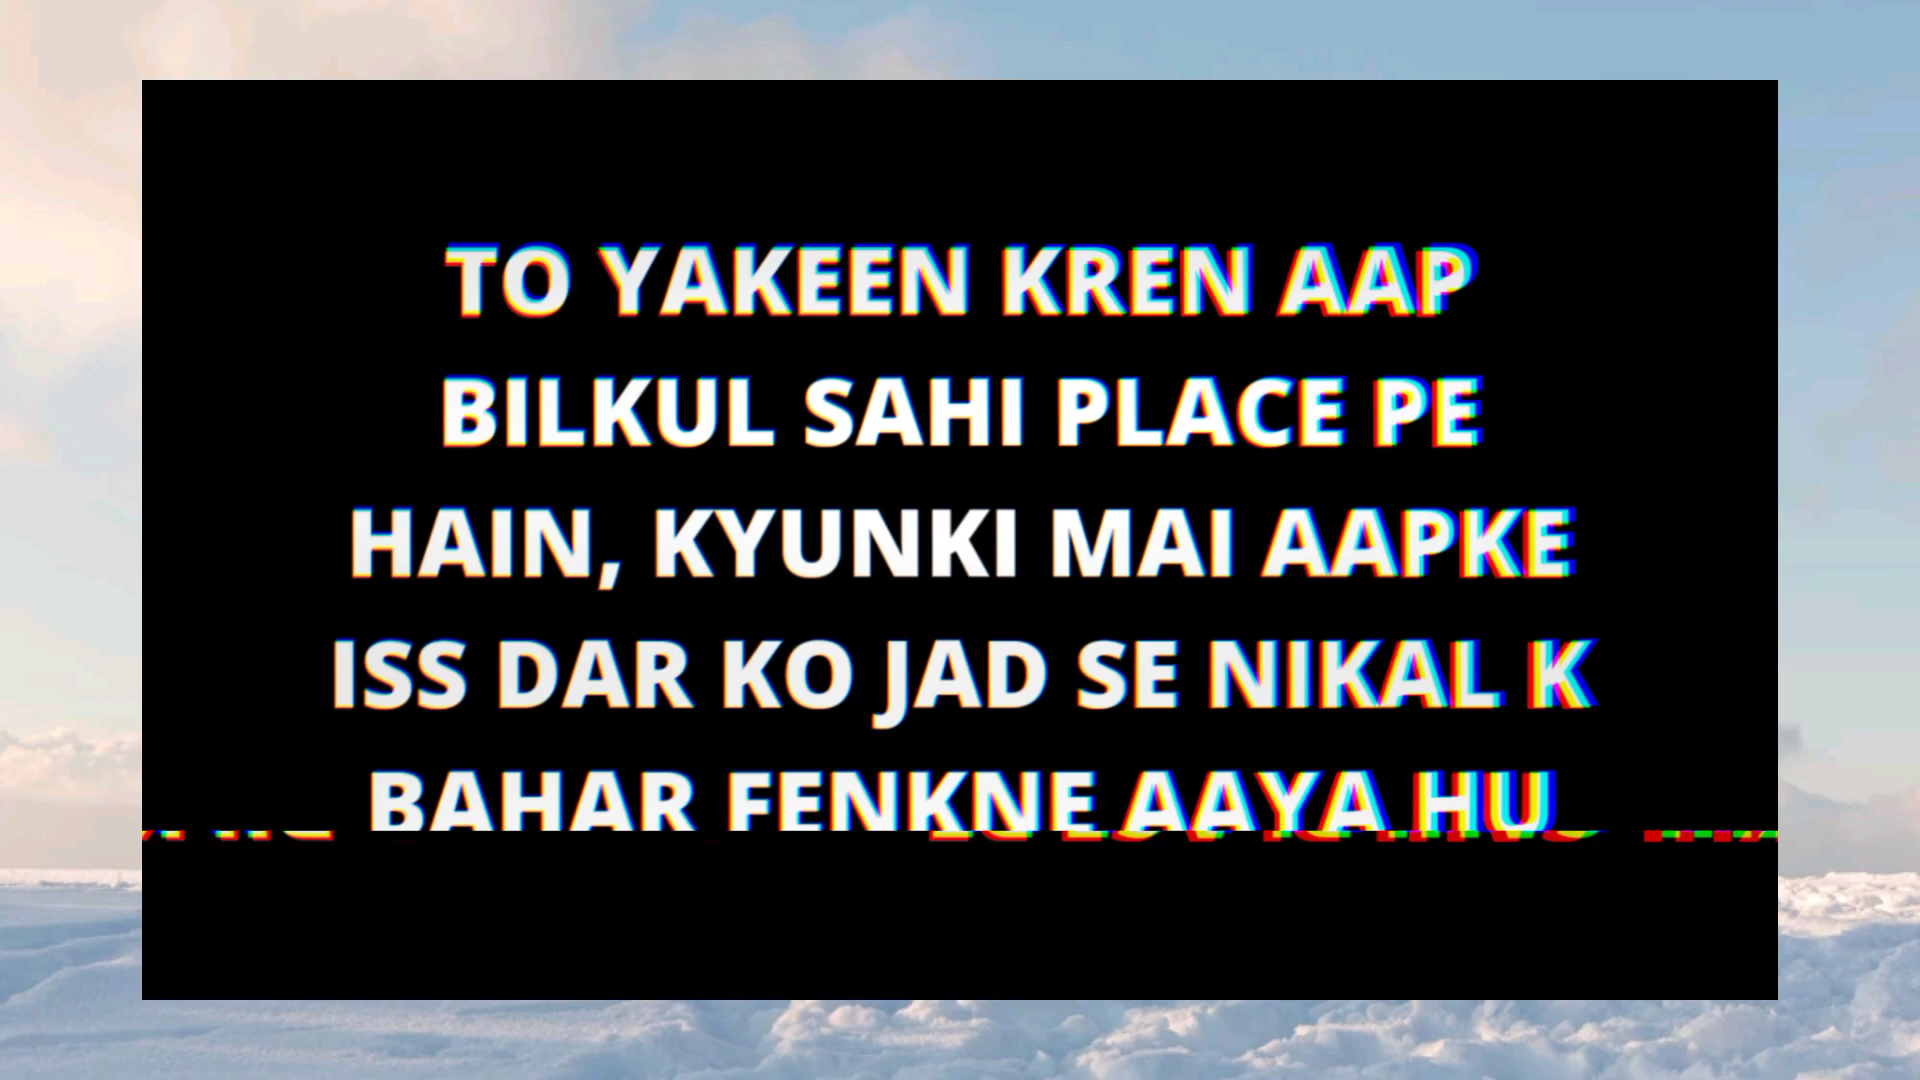 TO YAKEEN KREN AAP
BILKUL SAHI PLACE PE
HAIN, KYUNKI MAI AAPKE
ISS DAR KO JAD SE NIKAL K
BAHAR FENKNE AAYA HU